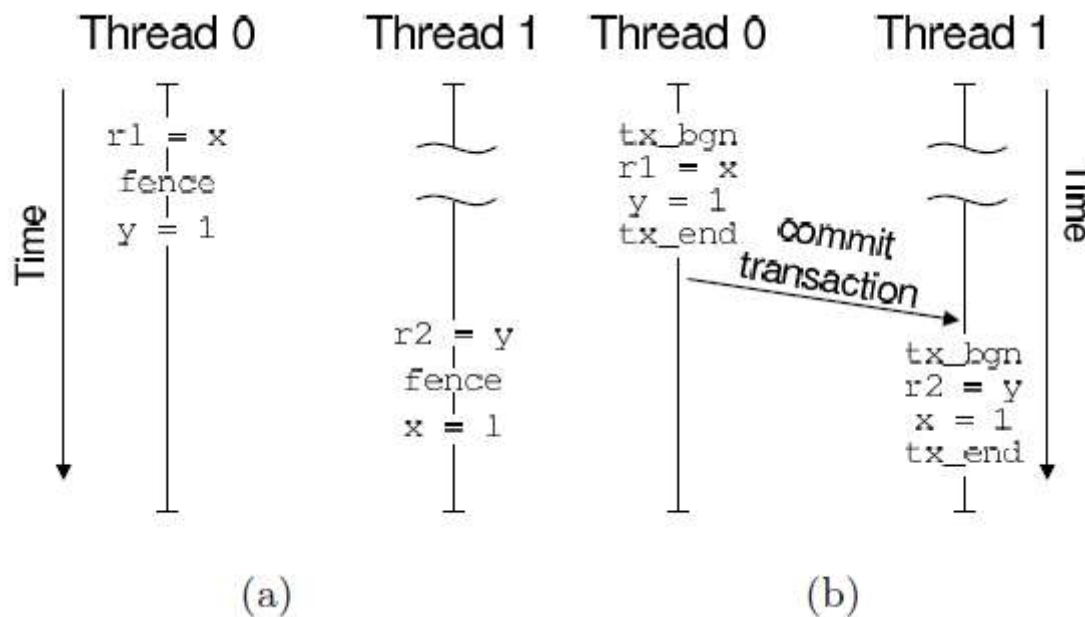 Thread 0
Thread 1
Thread 0
Thread 1
Time
r1 = x
fence
y = 1
r2 = y
fence
x = 1
tx_bgn
r1 = x
y = 1
tx_end
commit
transaction
tx_bgn
r2 = y
x = 1
tx_end
Time
(a)
(b)